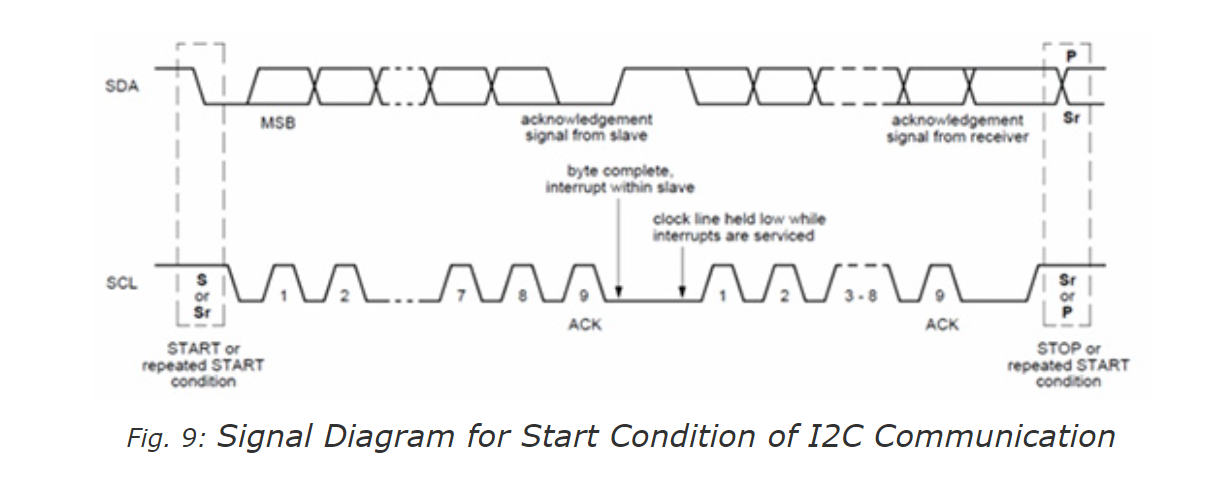 P
SDA
MSB
acknowledgement
signal from slave
acknowledgement
signal from receiver
Sr
byte complete,
interrupt within slave
clock line held low while
interrupts are serviced
SCL
S
or
Sr
1
2
7
8
9
1
2
3 - 8
9
Sr
or
P
ACK
ACK
START or
repeated START
condition
STOP or
repeated START
condition
Fig. 9: Signal Diagram for Start Condition of I2C Communication